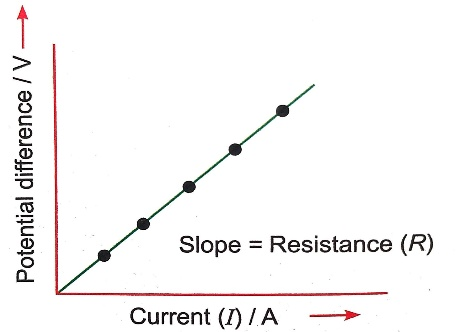 Potential difference / V
Slope = Resistance (R)
Current (I) / A